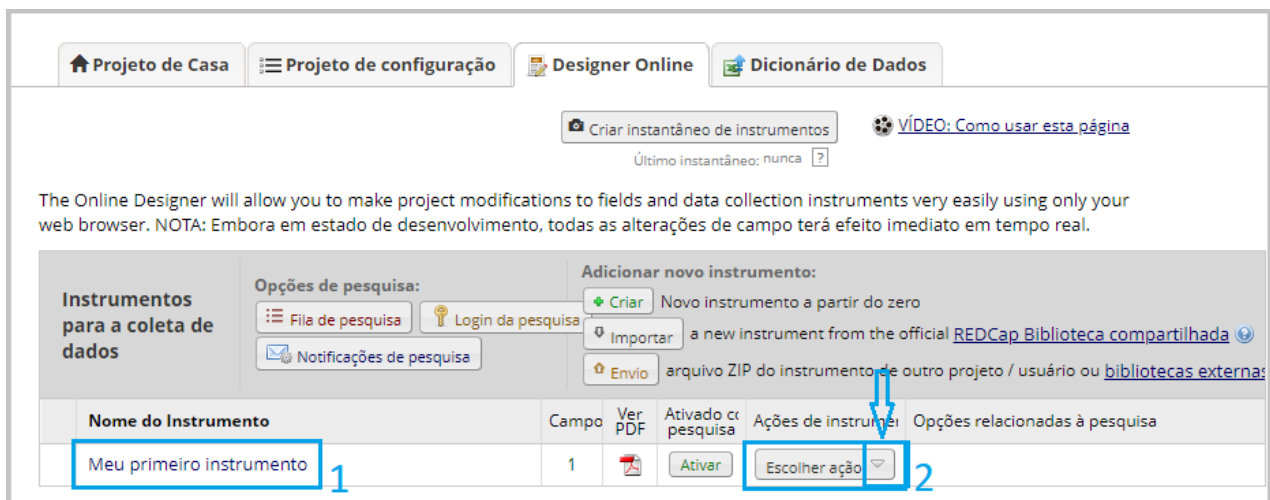 Projeto de Casa
Projeto de configuração
Designer Online
Dicionário de Dados
Criar instantâneo de instrumentos
VÍDEO: Como usar esta página
Último instantâneo: nunca ?
The Online Designer will allow you to make project modifications to fields and data collection instruments very easily using only your
web browser. NOTA: Embora em estado de desenvolvimento, todas as alterações de campo terá efeito imediato em tempo real.
Instrumentos
para a coleta de
dados
Opções de pesquisa:
Fila de pesquisa
Login da pesquisa
Notificações de pesquisa
Adicionar novo instrumento:
Criar Novo instrumento a partir do zero
Importar a new instrument from the official REDCap Biblioteca compartilhada ?
Envio arquivo ZIP do instrumento de outro projeto / usuário ou bibliotecas externas
Nome do Instrumento
Campo
Ver
PDF
Ativado co
pesquisa
Ações de instrumen
Opções relacionadas à pesquisa
Meu primeiro instrumento
1
1
Ativar
Escolher ação
2